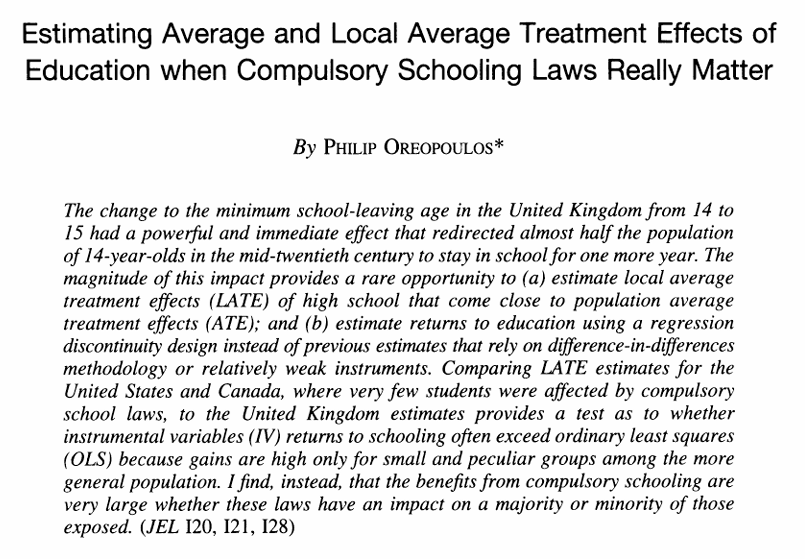 Estimating Average and Local Average Treatment Effects of
Education when Compulsory Schooling Laws Really Matter
By PHILIP OREOPOULOS*
The change to the minimum school-leaving age in the United Kingdom from 14 to
15 had a powerful and immediate effect that redirected almost half the population
of 14-year-olds in the mid-twentieth century to stay in school for one more year. The
magnitude of this impact provides a rare opportunity to (a) estimate local average
treatment effects (LATE) of high school that come close to population average
treatment effects (ATE); and (b) estimate returns to education using a regression
discontinuity design instead of previous estimates that rely on difference-in-differences
methodology or relatively weak instruments. Comparing LATE estimates for the
United States and Canada, where very few students were affected by compulsory
school laws, to the United Kingdom estimates provides a test as to whether
instrumental variables (IV) returns to schooling often exceed ordinary least squares
(OLS) because gains are high only for small and peculiar groups among the more
general population. I find, instead, that the benefits from compulsory schooling are
very large whether these laws have an impact on a majority or minority of those
exposed. (JEL I20, I21, I28)